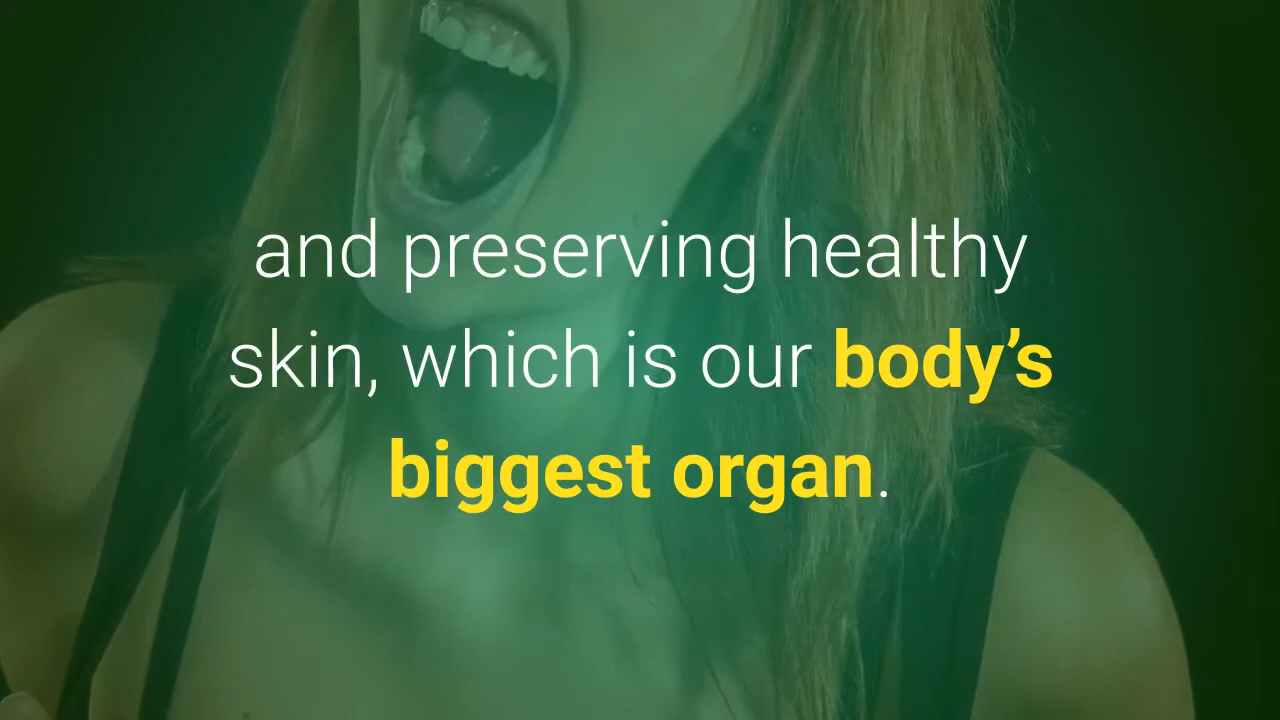 and preserving healthy
skin, which is our body’s
biggest organ.